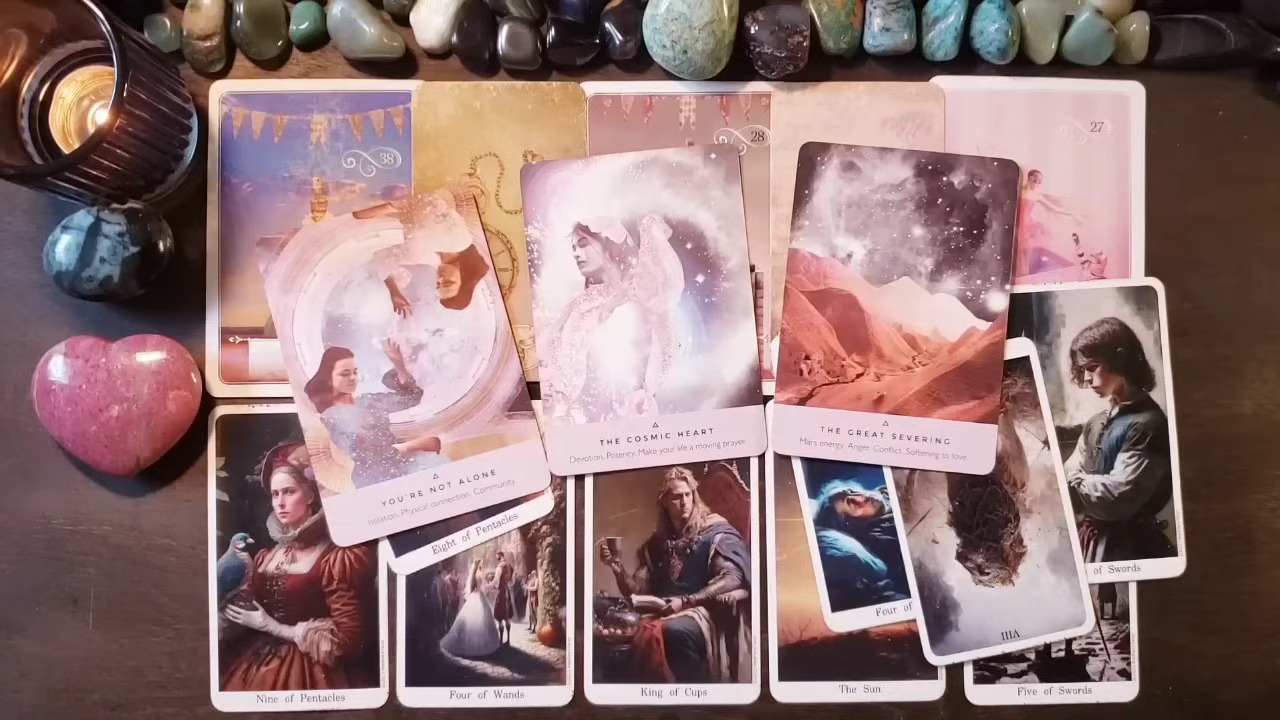 38
28
27
THE COSMIC HEART
Devotion. Potency. Make your life a moving prayer.
THE GREAT SEVERING
Mars energy. Anger. Conflict. Softening to love.
YOU'RE NOT ALONE
Isolation. Physical connection. Community.
Eight of Pentacles
of Swords
Four of
VIII
Nine of Pentacles
Four of Wands
King of Cups
The Sun
Five of Swords